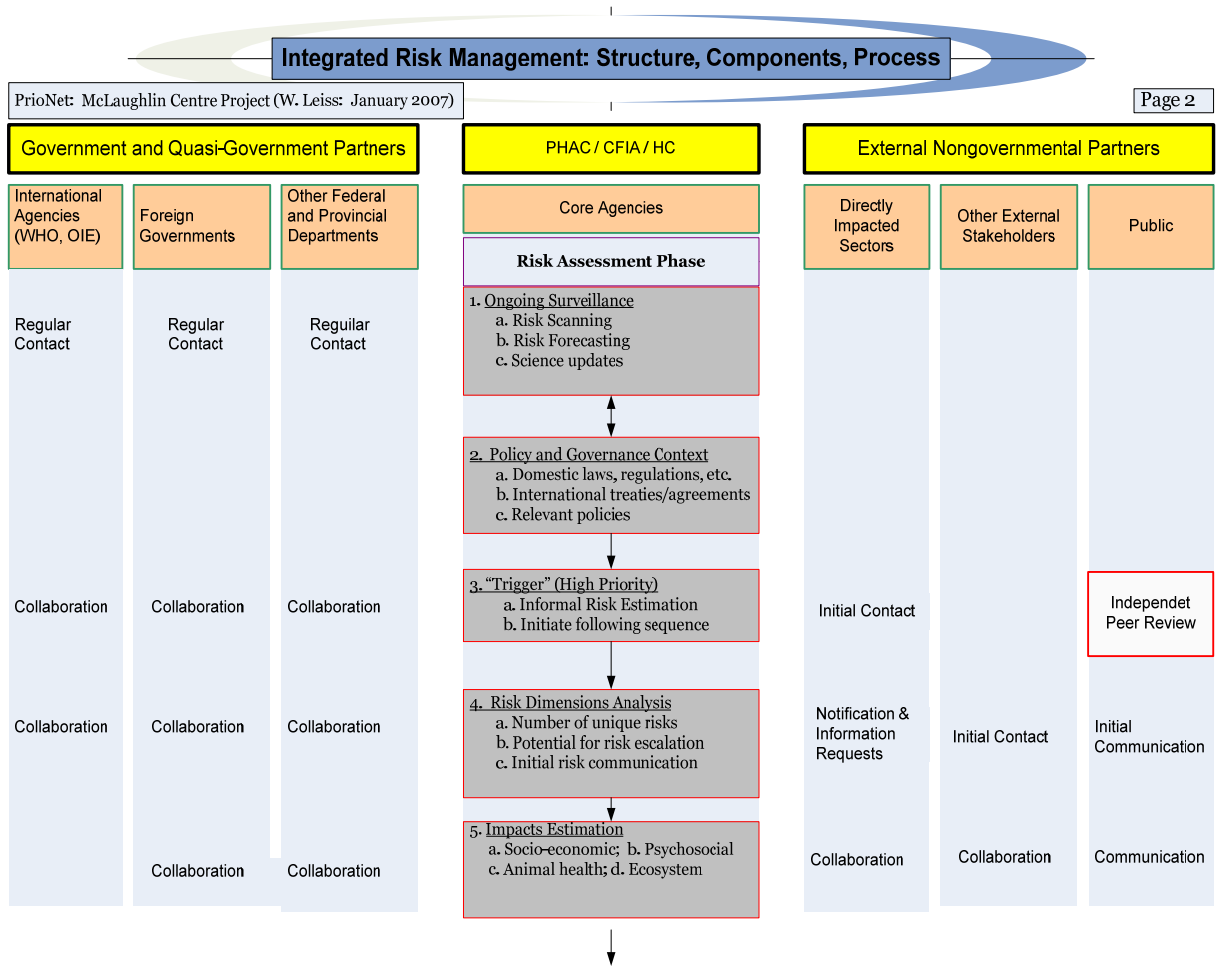 Integrated Risk Management: Structure, Components, Process
PrioNet: McLaughlin Centre Project (W. Leiss: January 2007)
Page 2
Government and Quasi-Government Partners
PHAC / CFIA / HC
External Nongovernmental Partners
International
Agencies
(WHO, OIE)
Foreign
Governments
Other Federal
and Provincial
Departments
Core Agencies
Directly
Impacted
Sectors
Other External
Stakeholders
Public
Risk Assessment Phase
Regular
Contact
Regular
Contact
Reguilar
Contact
1. Ongoing Surveillance
a. Risk Scanning
b. Risk Forecasting
c. Science updates
2. Policy and Governance Context
a. Domestic laws, regulations, etc.
b. International treaties/agreements
c. Relevant policies
Collaboration
Collaboration
Collaboration
3. “Trigger” (High Priority)
a. Informal Risk Estimation
b. Initiate following sequence
Initial Contact
Independet
Peer Review
Collaboration
Collaboration
Collaboration
4. Risk Dimensions Analysis
a. Number of unique risks
b. Potential for risk escalation
c. Initial risk communication
Notification &
Information
Requests
Initial Contact
Initial
Communication
Collaboration
Collaboration
5. Impacts Estimation
a. Socio-economic; b. Psychosocial
c. Animal health; d. Ecosystem
Collaboration
Collaboration
Communication